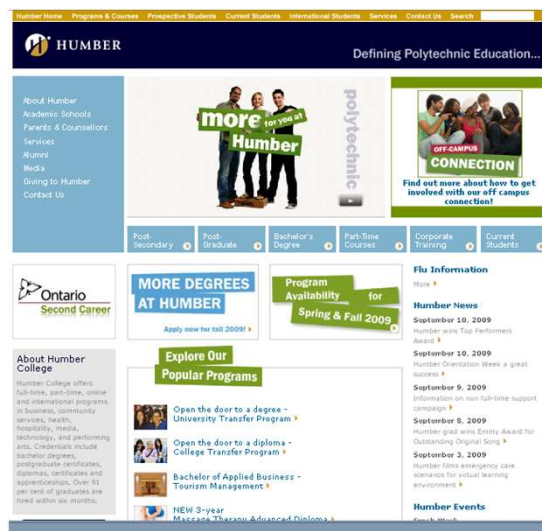 Humber Home Programs & Courses Prospective Students Current Students International Students Services Contact Us Search
HUMBER
Defining Polytechnic Education...
About Humber
Academic Schools
Parents & Counsellors
Services
Alumni
Media
Giving to Humber
Contact Us
more for you at
Humber
polytechnic
OFF-CAMPUS
CONNECTION
Find out more about how to get
involved with our off campus
connection!
Post-
Secondary
Post-
Graduate
Bachelor's
Degree
Part-Time
Courses
Corporate
Training
Current
Students
Ontario
Second Career
MORE DEGREES
AT HUMBER
Apply now for fall 2009!
Program
Availability for
Spring & Fall 2009
Flu Information
More
Humber News
September 10, 2009
Humber wins Top Performers
Award
September 10, 2009
Humber Orientation Week a great
success
September 9, 2009
Information on non full-time support
campaign
September 8, 2009
Humber grad wins Emmy Award for
Outstanding Original Song
September 3, 2009
Humber films emergency care
scenarios for virtual learning
environment
Humber Events
About Humber
College
Humber College offers
full-time, part-time, online
and international programs
in business, community
services, health,
hospitality, media,
technology, and performing
arts. Credentials include
bachelor degrees,
postgraduate certificates,
diplomas, certificates and
apprenticeships. Over 91
per cent of graduates are
hired within six months.
Explore Our
Popular Programs
Open the door to a degree -
University Transfer Program
Open the door to a diploma -
College Transfer Program
Bachelor of Applied Business -
Tourism Management
NEW 3-year
Massage Therapy Advanced Diploma